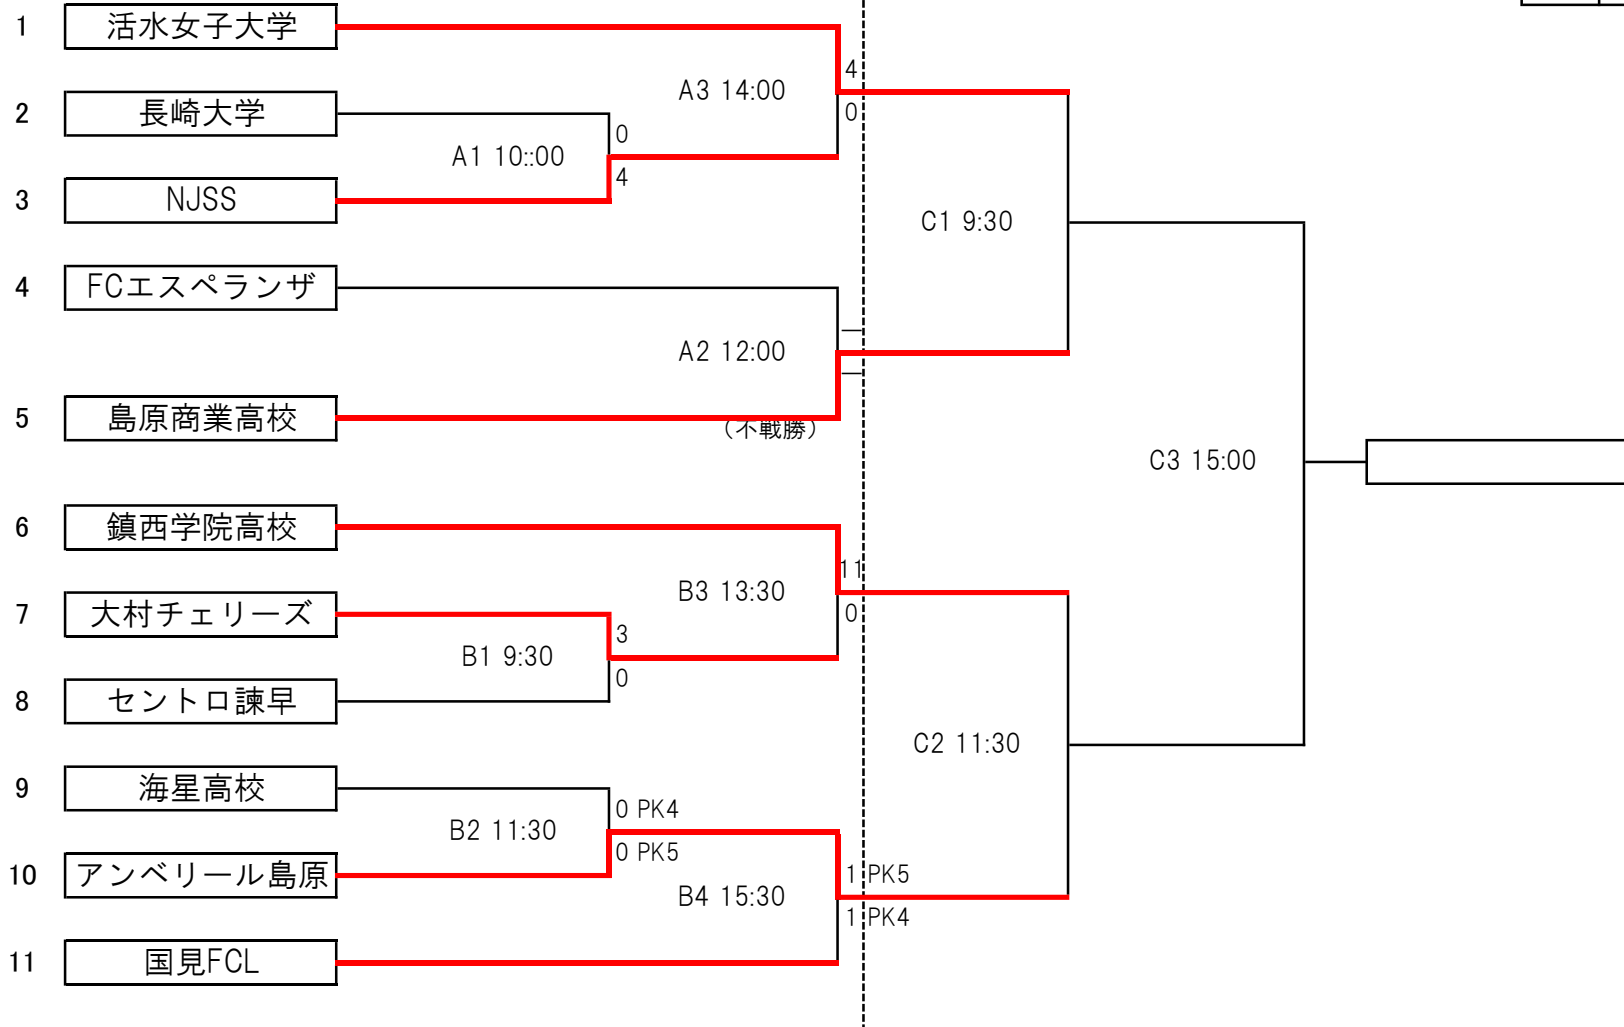 1 活水女子大学
4
A3 14:00
0
2 長崎大学
0
A1 10::00
4
3 NJSS
C1 9:30
4 FCエスペランザ
—
A2 12:00
—
5 島原商業高校
(不戦勝)
C3 15:00
6 鎮西学院高校
11
B3 13:30
0
7 大村チェリーズ
3
B1 9:30
0
8 セントロ諫早
C2 11:30
9 海星高校
0 PK4
B2 11:30
0 PK5
10 アンベリール島原
1 PK5
B4 15:30
1 PK4
11 国見FCL